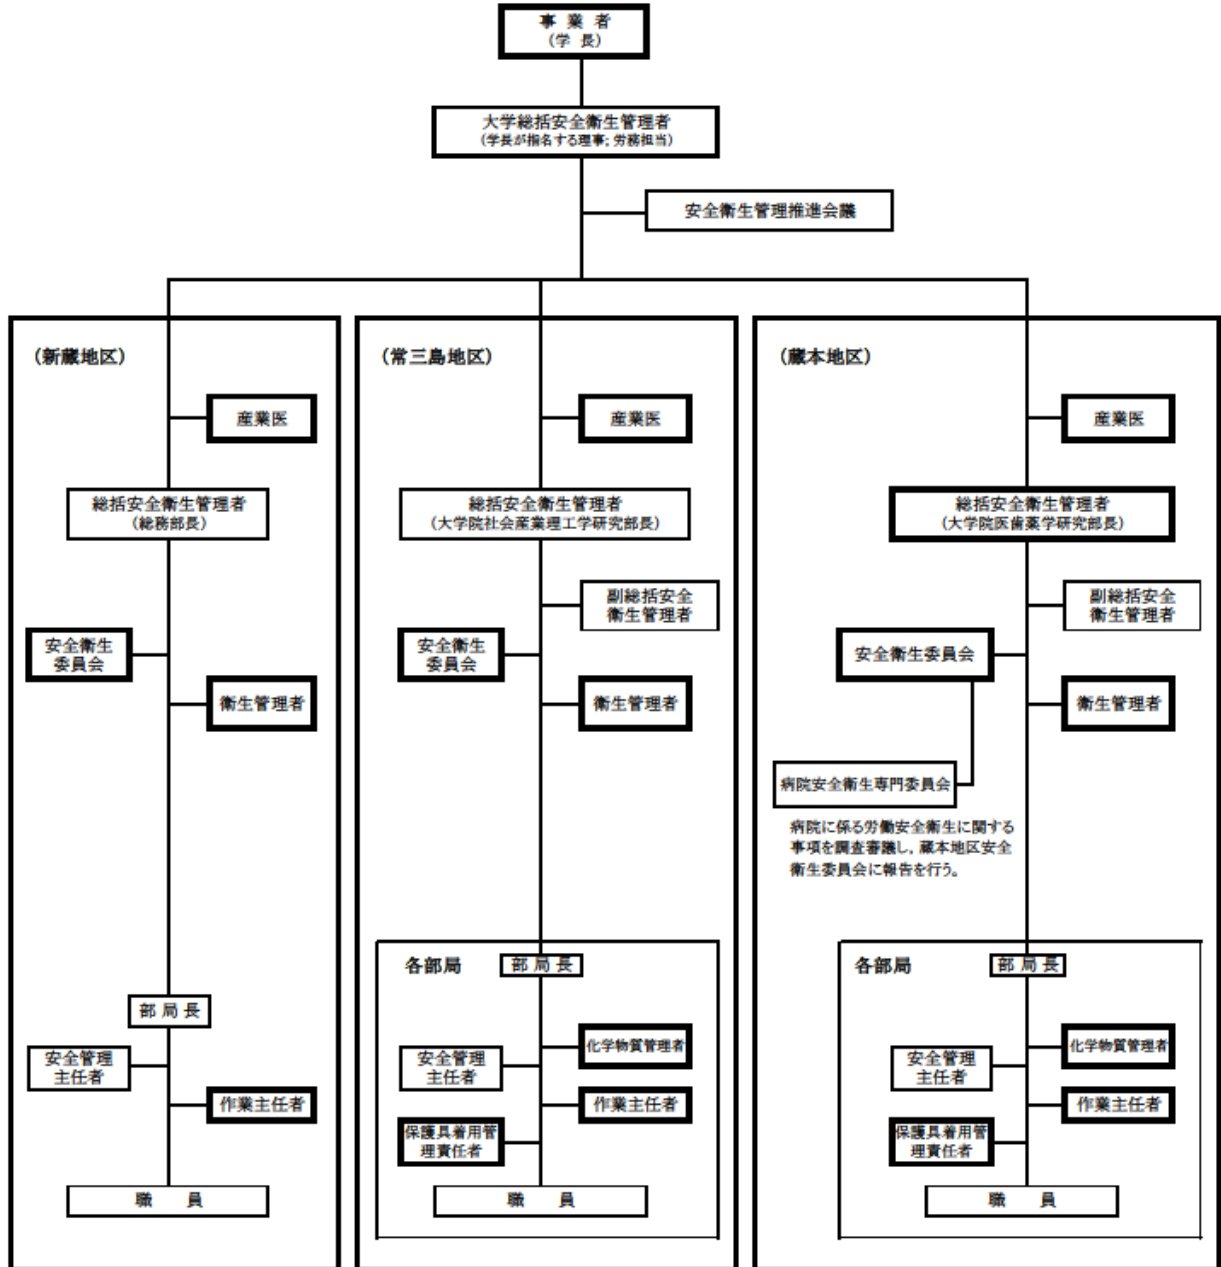 事 業 者
(学 長)
大学総括安全衛生管理者
(学長が指名する理事; 労務担当)
安全衛生管理推進会議
(新蔵地区)
産業医
総括安全衛生管理者
(総務部長)
安全衛生
委員会
衛生管理者
部 局 長
安全管理
主任者
作業主任者
職 員
(常三島地区)
産業医
総括安全衛生管理者
(大学院社会産業理工学研究部長)
副総括安全
衛生管理者
安全衛生
委員会
衛生管理者
各部局
部 局 長
化学物質管理者
安全管理
主任者
作業主任者
保護具着用管
理責任者
職 員
(蔵本地区)
産業医
総括安全衛生管理者
(大学院医歯薬学研究部長)
副総括安全
衛生管理者
安全衛生委員会
衛生管理者
病院安全衛生専門委員会
病院に係る労働安全衛生に関する
事項を調査審議し、蔵本地区安全
衛生委員会に報告を行う。
各部局
部 局 長
化学物質管理者
安全管理
主任者
作業主任者
保護具着用管
理責任者
職 員